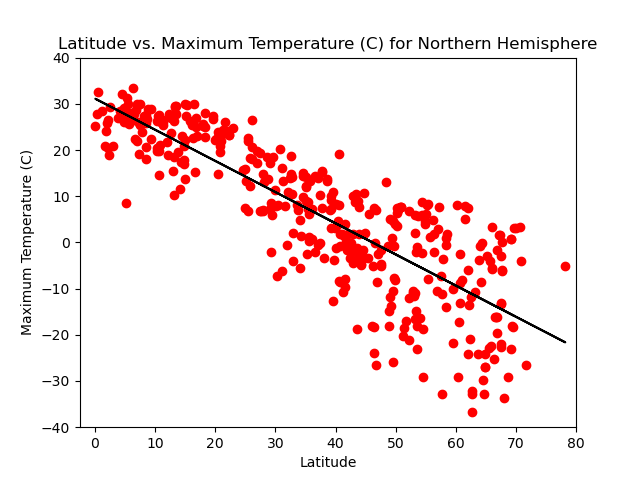 Latitude vs. Maximum Temperature (C) for Northern Hemisphere
40
30
20
10
0
−10
−20
−30
−40
Maximum Temperature (C)
0 10 20 30 40 50 60 70 80
Latitude